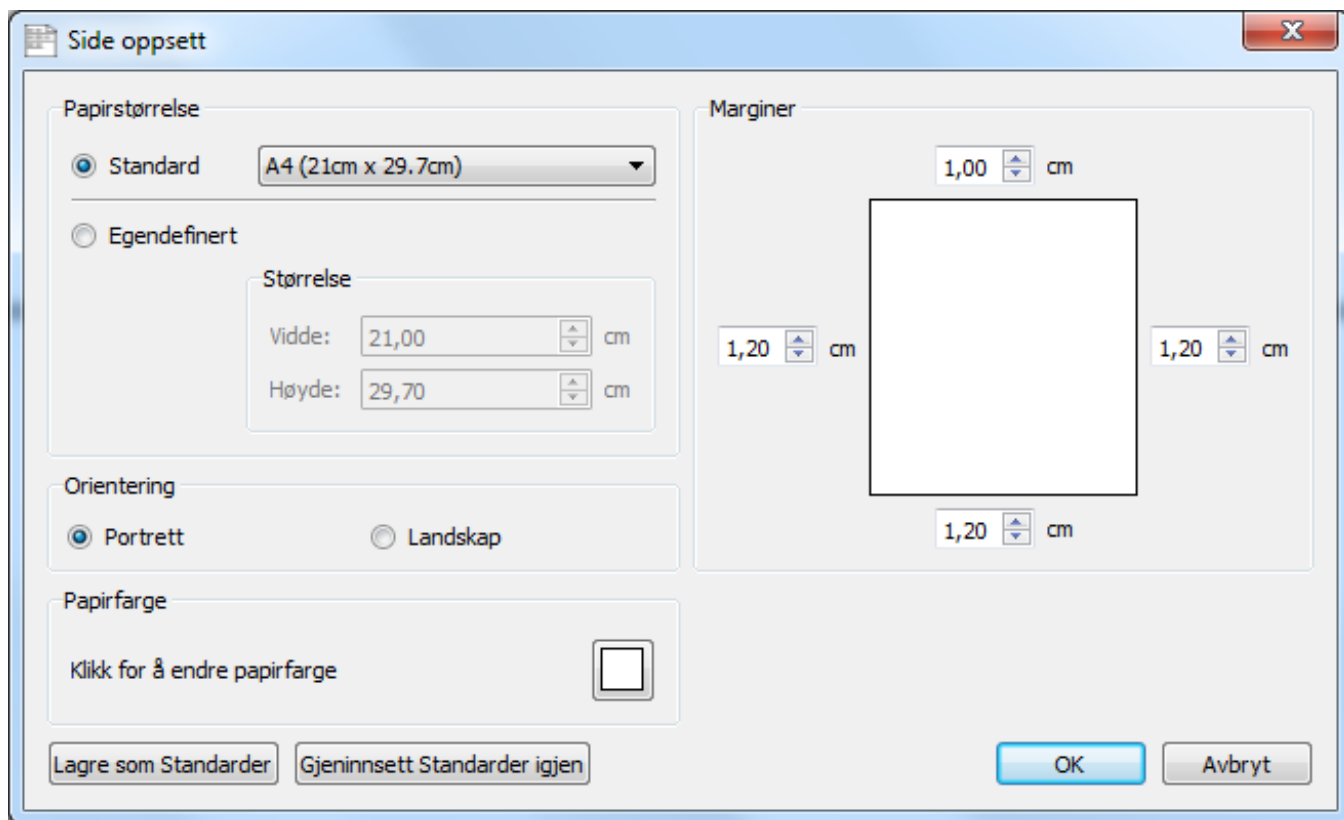 Side oppsett
Papirstørrelse
Standard A4 (21cm x 29.7cm)
Egendefinert
Størrelse
Vidde: 21,00 cm
Høyde: 29,70 cm
Orientering
Portrett Landskap
Papirfarge
Klikk for å endre papirfarge
Marginer
1,00 cm
1,20 cm 1,20 cm
1,20 cm
Lagre som Standarder Gjeninnsett Standarder igjen OK Avbryt